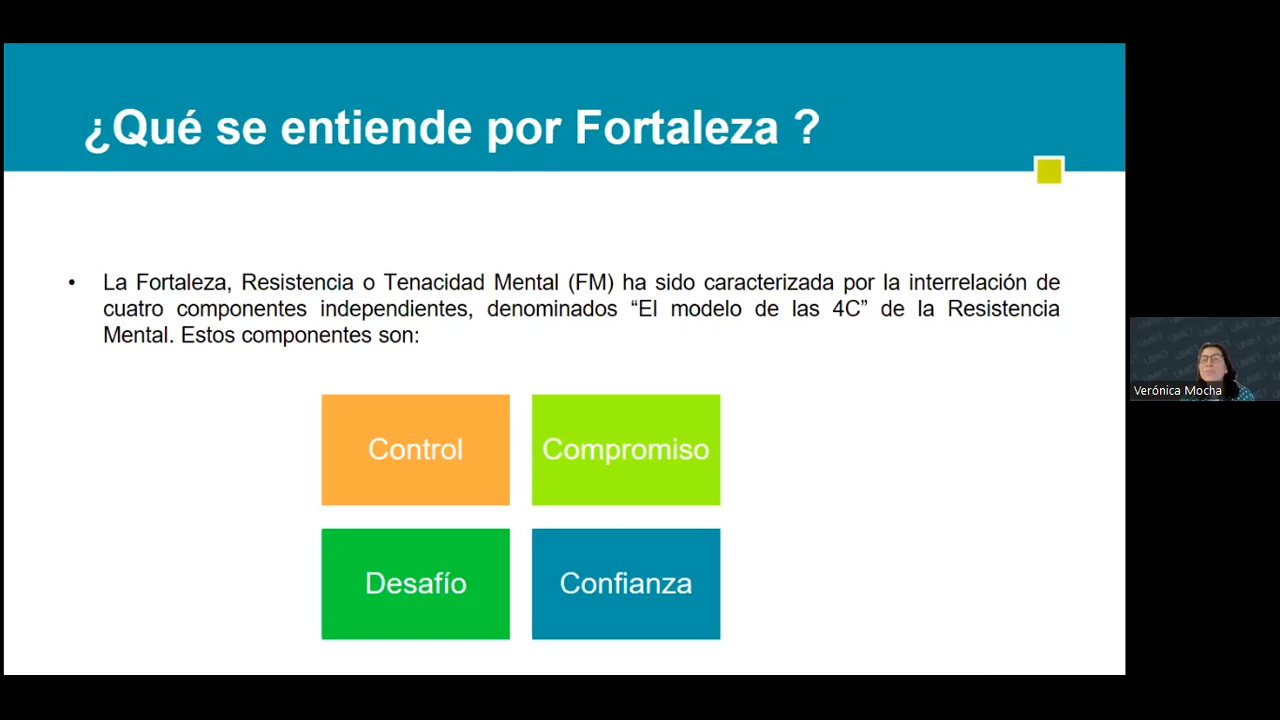 ¿Qué se entiende por Fortaleza ?
• La Fortaleza, Resistencia o Tenacidad Mental (FM) ha sido caracterizada por la interrelación de
cuatro componentes independientes, denominados “El modelo de las 4C” de la Resistencia
Mental. Estos componentes son:
Control
Compromiso
Desafío
Confianza
Verónica Mocha